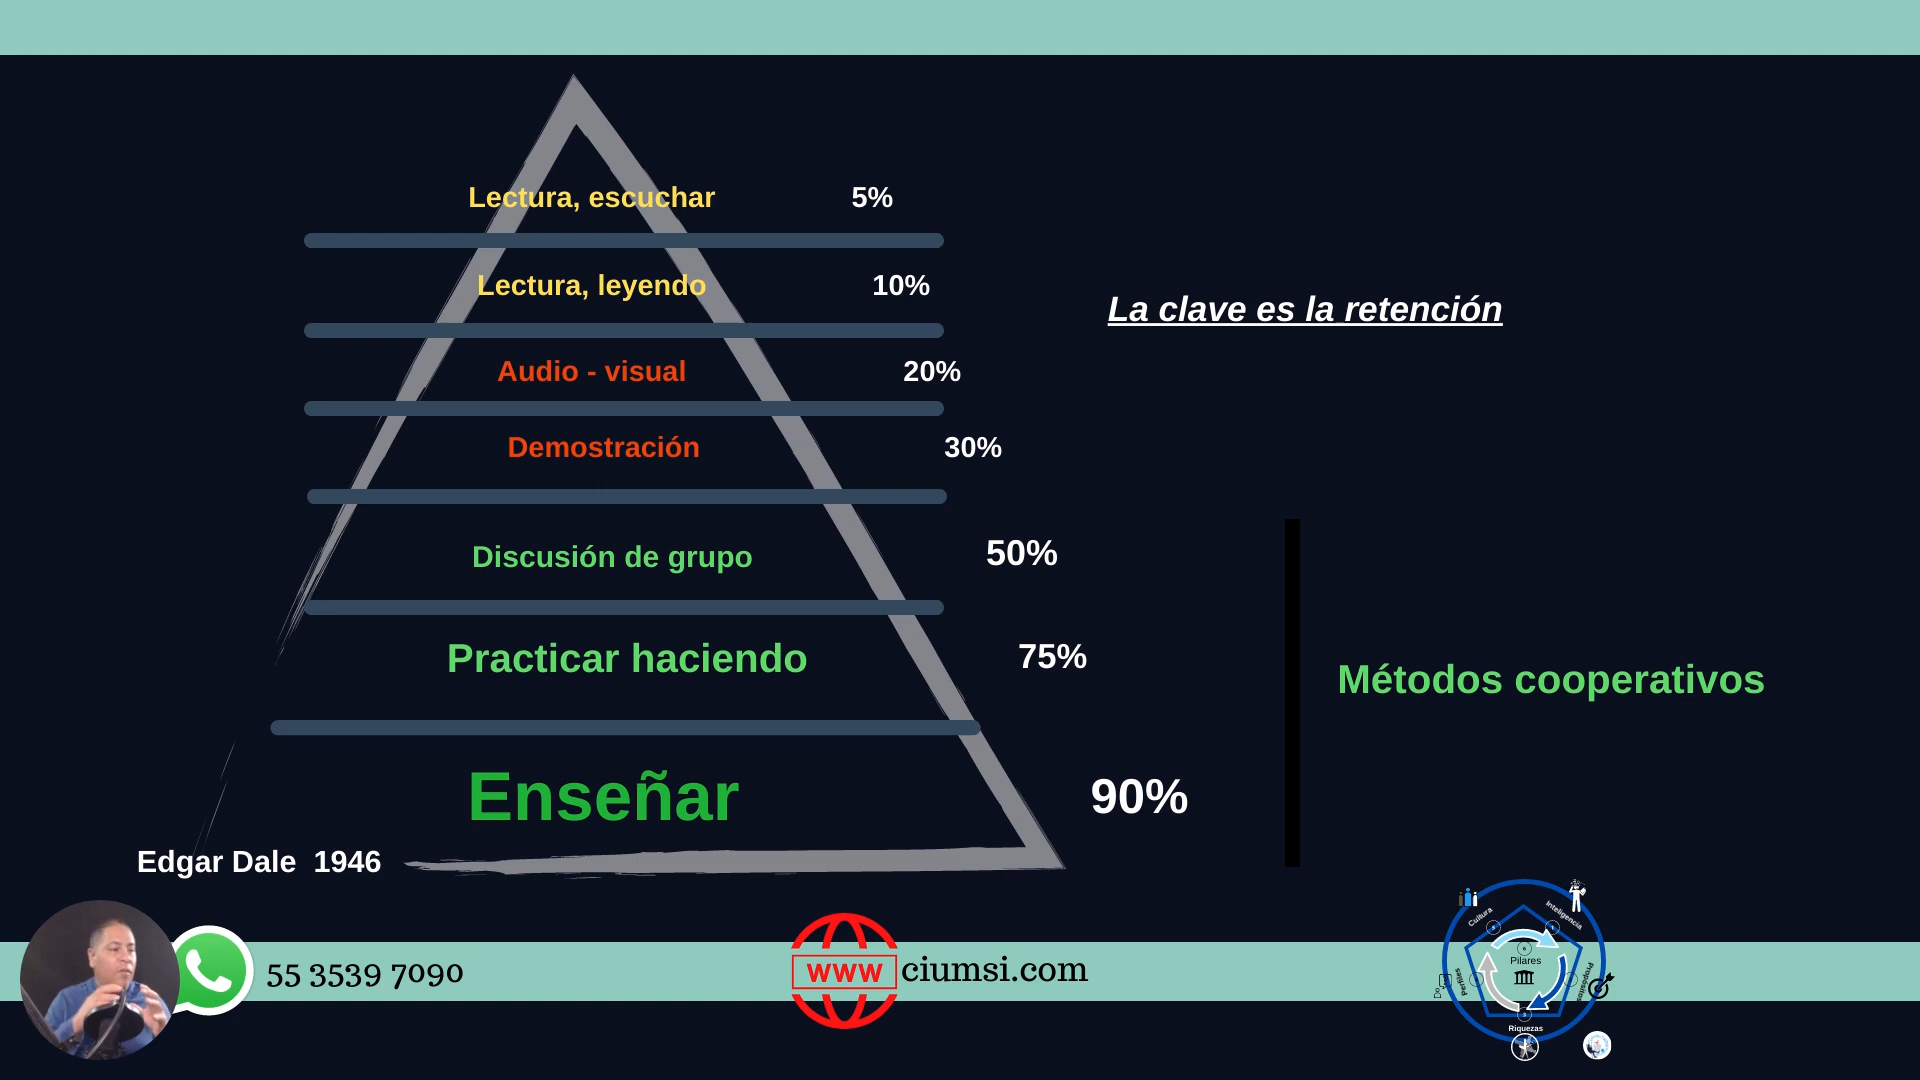 Lectura, escuchar 5%
Lectura, leyendo 10%
La clave es la retención
Audio - visual 20%
Demostración 30%
Discusión de grupo 50%
Practicar haciendo 75%
Métodos cooperativos
Enseñar 90%
Edgar Dale 1946
55 3539 7090
www ciumsi.com
Cultura
Inteligencia
Pilares
Perfiles
Propósitos
Riquezas